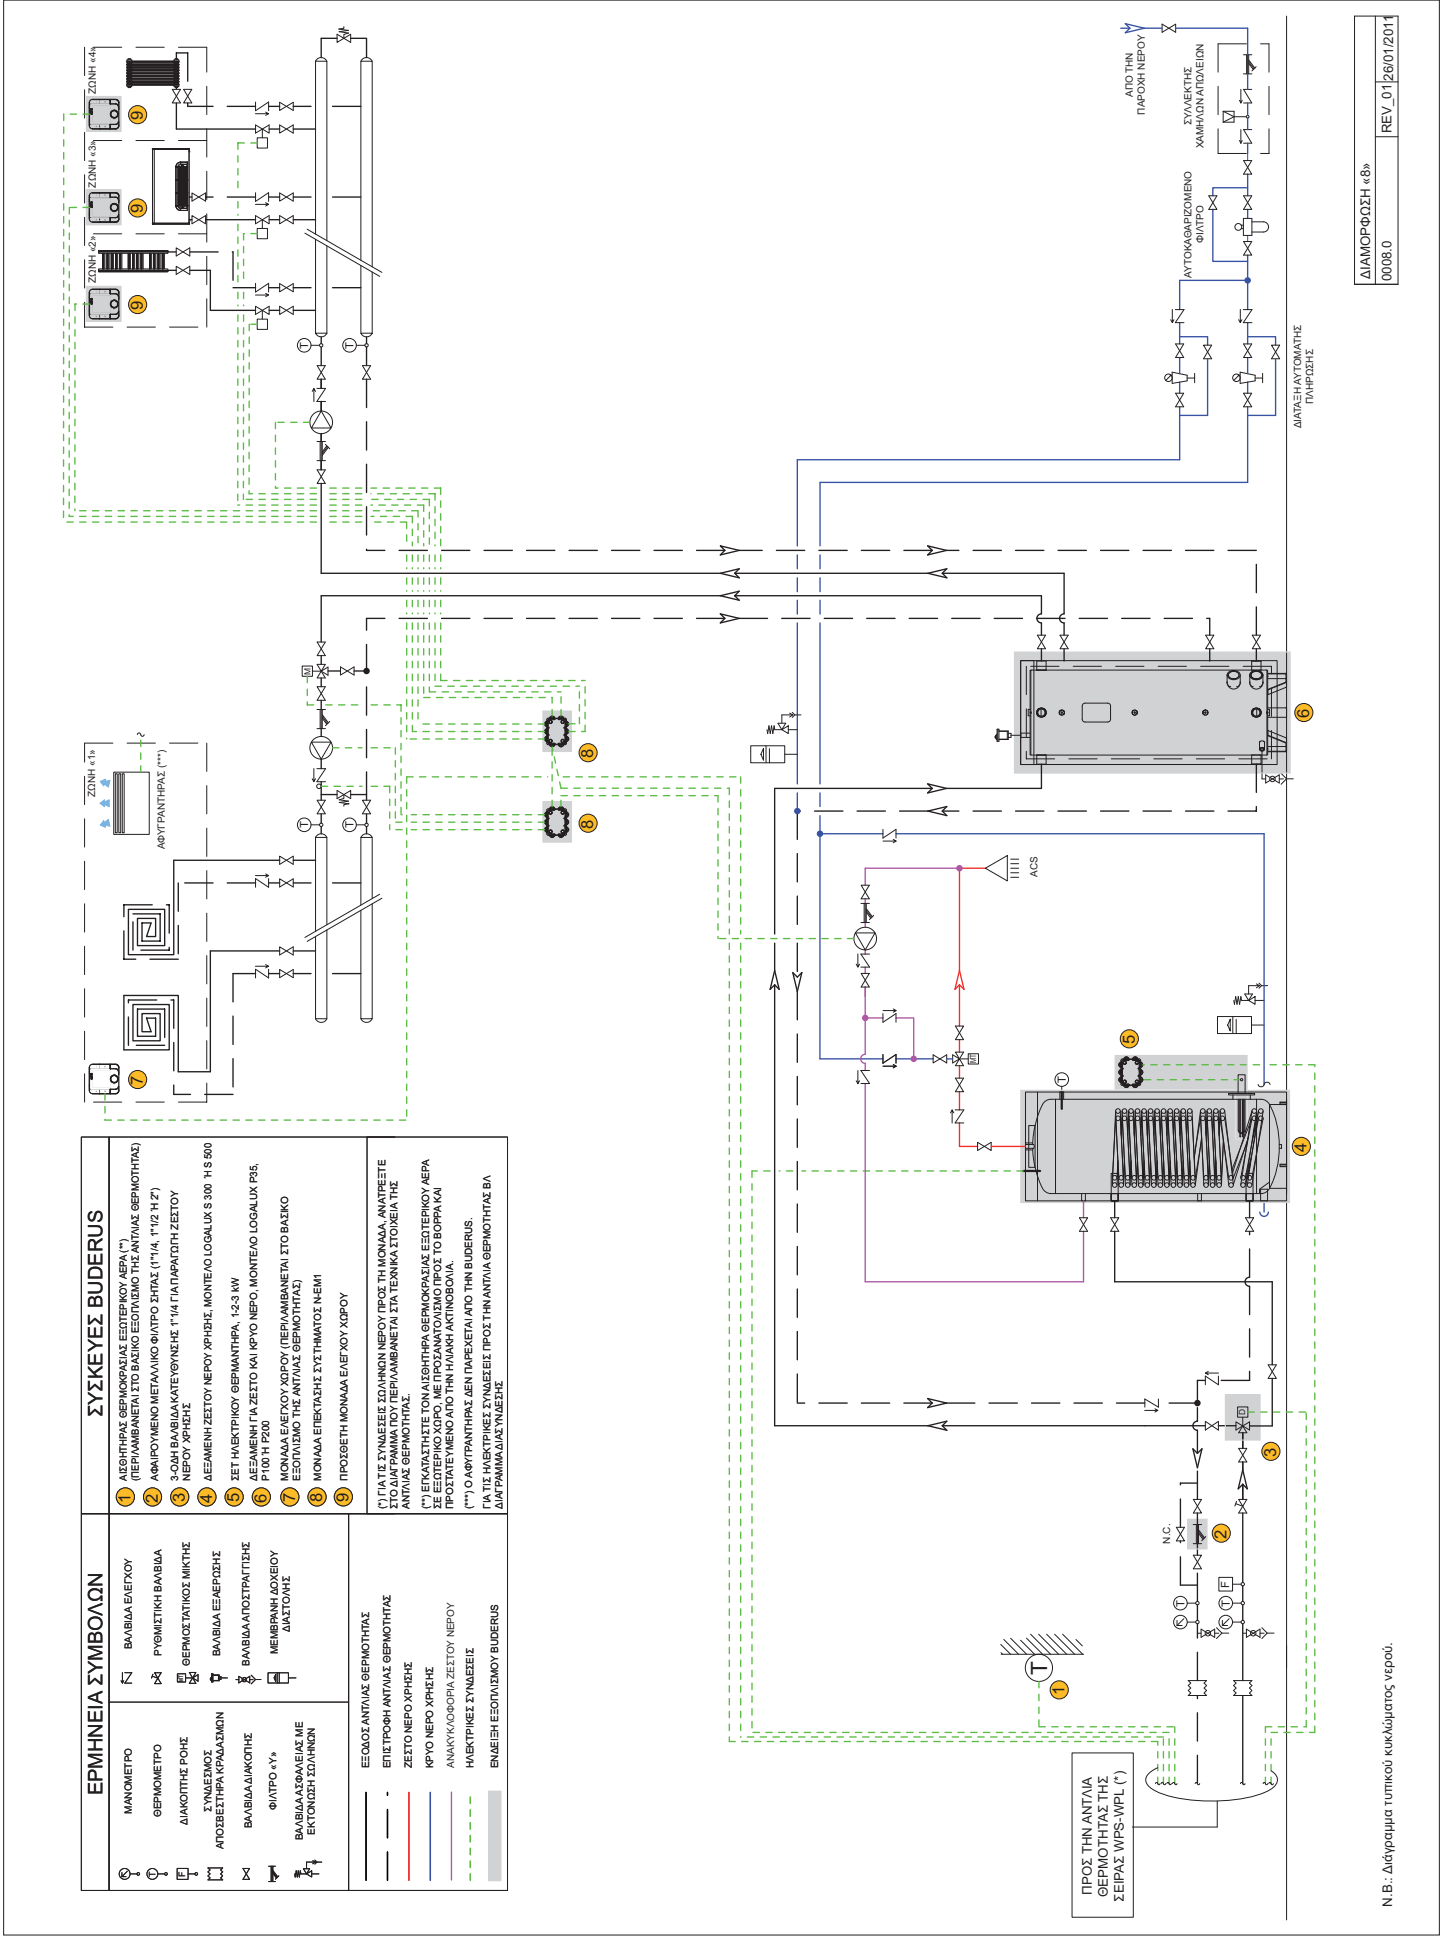 ΕΡΜΗΝΕΙΑ ΣΥΜΒΟΛΩΝ
ΜΑΝΟΜΕΤΡΟ
ΘΕΡΜΟΜΕΤΡΟ
ΔΙΑΚΟΠΤΗΣ ΡΟΗΣ
ΣΥΝΔΕΣΜΟΣ
ΑΠΟΣΒΕΣΤΗΡΑ ΚΡΑΔΑΣΜΩΝ
ΒΑΛΒΙΔΑ ΔΙΑΚΟΠΗΣ
ΦΙΛΤΡΟ «Υ»
ΒΑΛΒΙΔΑ ΑΣΦΑΛΕΙΑΣ ΜΕ
ΕΚΤΟΝΩΣΗ ΣΩΛΗΝΩΝ
ΒΑΛΒΙΔΑ ΕΛΕΓΧΟΥ
ΡΥΘΜΙΣΤΙΚΗ ΒΑΛΒΙΔΑ
ΘΕΡΜΟΣΤΑΤΙΚΟΣ ΜΙΚΤΗΣ
ΒΑΛΒΙΔΑ ΕΞΑΕΡΩΣΗΣ
ΒΑΛΒΙΔΑ ΑΠΟΣΤΡΑΓΓΙΣΗΣ
ΜΕΜΒΡΑΝΗ ΔΟΧΕΙΟΥ
ΔΙΑΣΤΟΛΗΣ
ΕΞΟΔΟΣ ΑΝΤΛΙΑΣ ΘΕΡΜΟΤΗΤΑΣ
ΕΠΙΣΤΡΟΦΗ ΑΝΤΛΙΑΣ ΘΕΡΜΟΤΗΤΑΣ
ΖΕΣΤΟ ΝΕΡΟ ΧΡΗΣΗΣ
ΚΡΥΟ ΝΕΡΟ ΧΡΗΣΗΣ
ΑΝΑΚΥΚΛΟΦΟΡΙΑ ΖΕΣΤΟΥ ΝΕΡΟΥ
ΗΛΕΚΤΡΙΚΕΣ ΣΥΝΔΕΣΕΙΣ
ΕΝΔΕΙΞΗ ΕΞΟΠΛΙΣΜΟΥ BUDERUS
ΣΥΣΚΕΥΕΣ BUDERUS
1 ΑΙΣΘΗΤΗΡΑΣ ΘΕΡΜΟΚΡΑΣΙΑΣ ΕΞΩΤΕΡΙΚΟΥ ΑΕΡΑ (**)
(ΠΕΡΙΛΑΜΒΑΝΕΤΑΙ ΣΤΟ ΒΑΣΙΚΟ ΕΞΟΠΛΙΣΜΟ ΤΗΣ ΑΝΤΛΙΑΣ ΘΕΡΜΟΤΗΤΑΣ)
2 ΑΦΑΙΡΟΥΜΕΝΟ ΜΕΤΑΛΛΙΚΟ ΦΙΛΤΡΟ ΣΗΤΑΣ (1"1/4, 1"1/2 Ή 2")
3 3-ΟΔΗ ΒΑΛΒΙΔΑ ΚΑΤΕΥΘΥΝΣΗΣ 1"1/4 ΓΙΑ ΠΑΡΑΓΩΓΗ ΖΕΣΤΟΥ
ΝΕΡΟΥ ΧΡΗΣΗΣ
4 ΔΕΞΑΜΕΝΗ ΖΕΣΤΟΥ ΝΕΡΟΥ ΧΡΗΣΗΣ, ΜΟΝΤΕΛΟ LOGALUX S 300 Ή S 500
5 ΣΕΤ ΗΛΕΚΤΡΙΚΟΥ ΘΕΡΜΑΝΤΗΡΑ, 1-2-3 kW
6 ΔΕΞΑΜΕΝΗ ΓΙΑ ΖΕΣΤΟ ΚΑΙ ΚΡΥΟ ΝΕΡΟ, ΜΟΝΤΕΛΟ LOGALUX P35,
P100 Ή P200
7 ΜΟΝΑΔΑ ΕΛΕΓΧΟΥ ΧΩΡΟΥ (ΠΕΡΙΛΑΜΒΑΝΕΤΑΙ ΣΤΟ ΒΑΣΙΚΟ
ΕΞΟΠΛΙΣΜΟ ΤΗΣ ΑΝΤΛΙΑΣ ΘΕΡΜΟΤΗΤΑΣ)
8 ΜΟΝΑΔΑ ΕΠΕΚΤΑΣΗΣ ΣΥΣΤΗΜΑΤΟΣ N-EM1
9 ΠΡΟΣΘΕΤΗ ΜΟΝΑΔΑ ΕΛΕΓΧΟΥ ΧΩΡΟΥ
(*) ΓΙΑ ΤΙΣ ΣΥΝΔΕΣΕΙΣ ΣΩΛΗΝΩΝ ΝΕΡΟΥ ΠΡΟΣ ΤΗ ΜΟΝΑΔΑ, ΑΝΑΤΡΕΞΤΕ
ΣΤΟ ΔΙΑΓΡΑΜΜΑ ΠΟΥ ΠΕΡΙΛΑΜΒΑΝΕΤΑΙ ΣΤΑ ΤΕΧΝΙΚΑ ΣΤΟΙΧΕΙΑ ΤΗΣ
ΑΝΤΛΙΑΣ ΘΕΡΜΟΤΗΤΑΣ.
(**) ΕΓΚΑΤΑΣΤΗΣΤΕ ΤΟΝ ΑΙΣΘΗΤΗΡΑ ΘΕΡΜΟΚΡΑΣΙΑΣ ΕΞΩΤΕΡΙΚΟΥ ΑΕΡΑ
ΣΕ ΕΞΩΤΕΡΙΚΟ ΧΩΡΟ, ΜΕ ΠΡΟΣΑΝΑΤΟΛΙΣΜΟ ΠΡΟΣ ΤΟ ΒΟΡΡΑ ΚΑΙ
ΠΡΟΣΤΑΤΕΥΜΕΝΟ ΑΠΟ ΤΗΝ ΗΛΙΑΚΗ ΑΚΤΙΝΟΒΟΛΙΑ.
(***) Ο ΑΦΥΓΡΑΝΤΗΡΑΣ ΔΕΝ ΠΑΡΕΧΕΤΑΙ ΑΠΟ ΤΗΝ BUDERUS.
ΓΙΑ ΤΙΣ ΗΛΕΚΤΡΙΚΕΣ ΣΥΝΔΕΣΕΙΣ ΠΡΟΣ ΤΗΝ ΑΝΤΛΙΑ ΘΕΡΜΟΤΗΤΑΣ ΒΛ
ΔΙΑΓΡΑΜΜΑ ΔΙΑΣΥΝΔΕΣΗΣ
ΖΩΝΗ «1»
ΑΦΥΓΡΑΝΤΗΡΑΣ (***)
7
ΖΩΝΗ «2»
ΖΩΝΗ «3»
ΖΩΝΗ «4»
9
9
9
T
T
T
T
M
8
8
ΑΠΟ ΤΗΝ
ΠΑΡΟΧΗ ΝΕΡΟΥ
ΣΥΛΛΕΚΤΗΣ
ΧΑΜΗΛΩΝ ΑΠΩΛΕΙΩΝ
ΑΥΤΟΚΑΘΑΡΙΖΟΜΕΝΟ
ΦΙΛΤΡΟ
ΔΙΑΤΑΞΗ ΑΥΤΟΜΑΤΗΣ
ΠΛΗΡΩΣΗΣ
6
ACS
M
T
5
4
D
3
N.C.
2
K
T
K
T
F
T
1
ΠΡΟΣ ΤΗΝ ΑΝΤΛΙΑ
ΘΕΡΜΟΤΗΤΑΣ ΤΗΣ
ΣΕΙΡΑΣ WPS-WPL (*)
N.B.: Διάγραμμα τυπικού κυκλώματος νερού.
ΔΙΑΜΟΡΦΩΣΗ «8»
0008.0 REV_01 26/01/2011